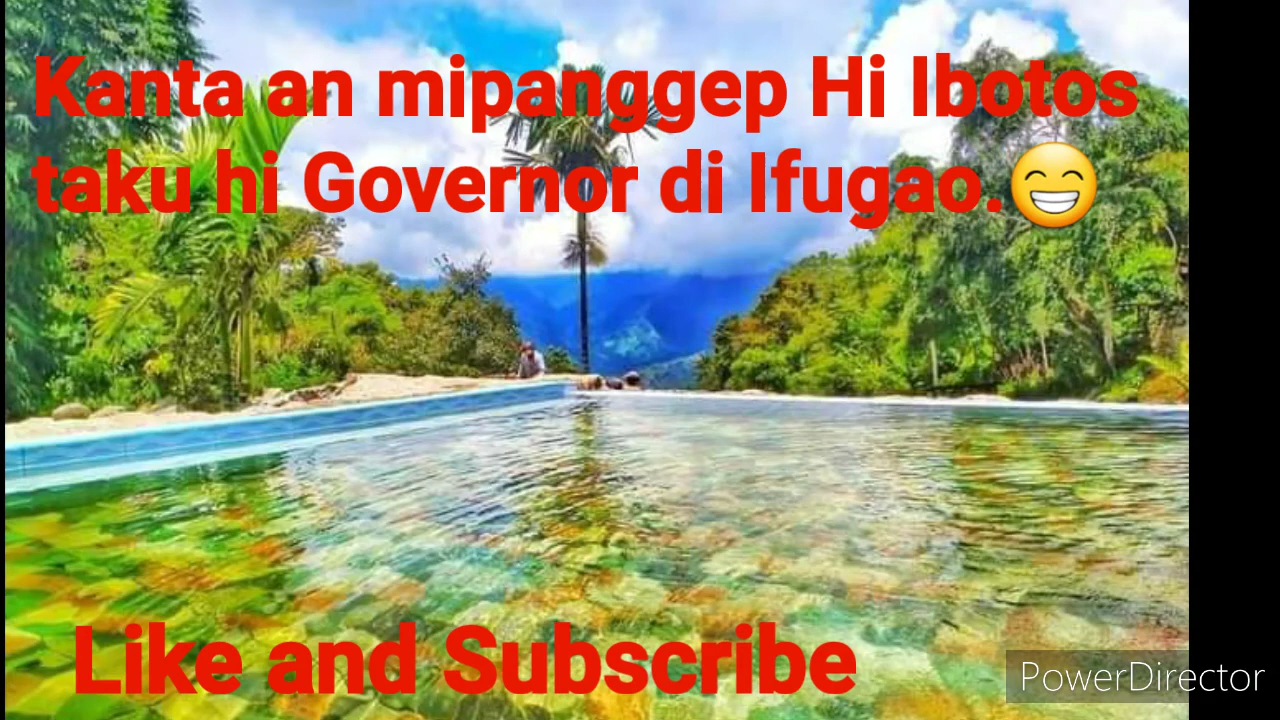 Kanta an mipanggep Hi Ibotos
taku hi Governor di Ifugao.😁
Like and Subscribe
PowerDirector